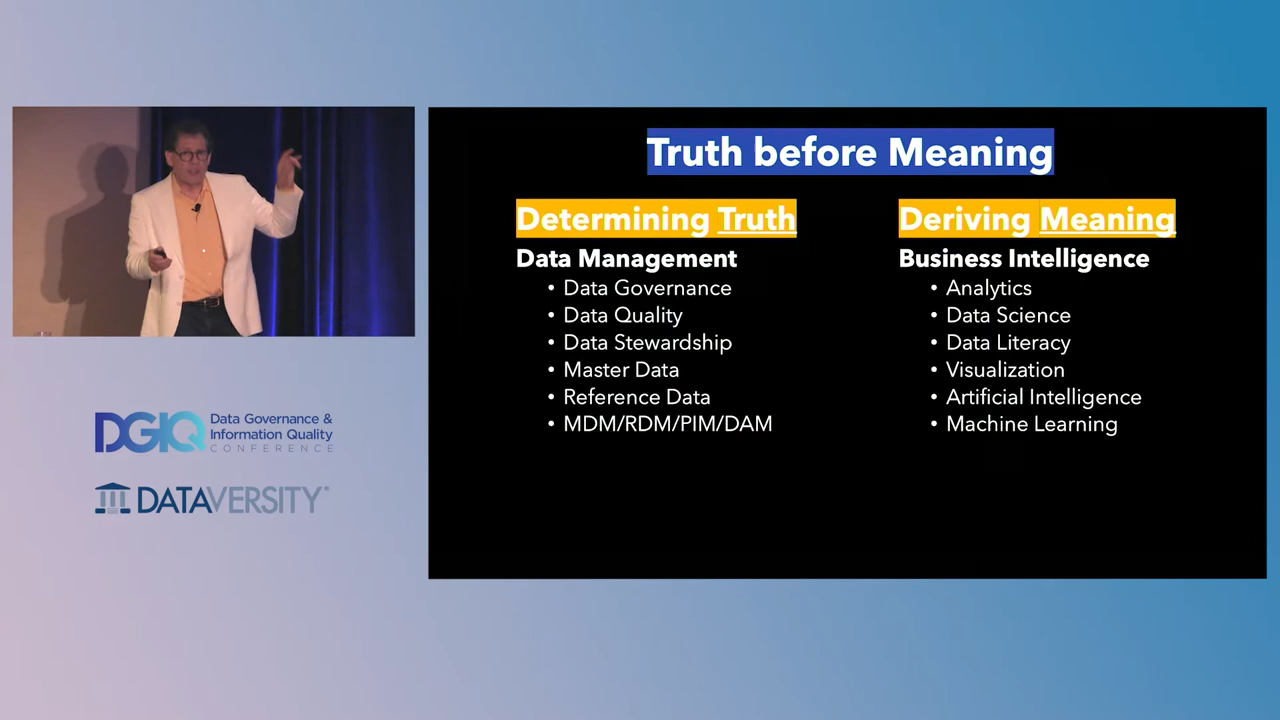 Truth before Meaning
Determining Truth
Data Management
• Data Governance
• Data Quality
• Data Stewardship
• Master Data
• Reference Data
• MDM/RDM/PIM/DAM
Deriving Meaning
Business Intelligence
• Analytics
• Data Science
• Data Literacy
• Visualization
• Artificial Intelligence
• Machine Learning
DGIQ
Data Governance &
Information Quality
CONFERENCE
DATAVERSITY